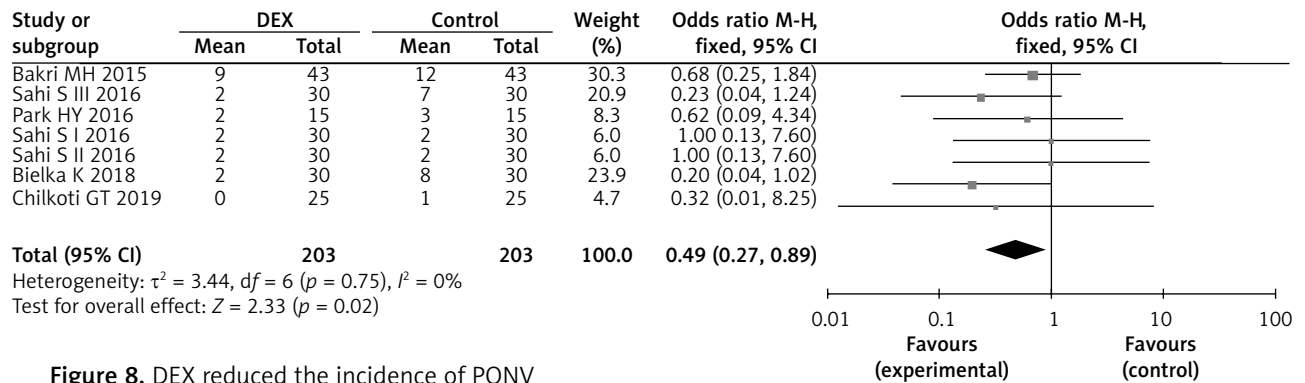 Study or DEX Control Weight Odds ratio M-H, Odds ratio M-H,
subgroup Mean Total Mean Total (%) fixed, 95% CI fixed, 95% CI
Bakri MH 2015 9 43 12 43 30.3 0.68 (0.25, 1.84)
Sahi S III 2016 2 30 7 30 20.9 0.23 (0.04, 1.24)
Park HY 2016 2 15 3 15 8.3 0.62 (0.09, 4.34)
Sahi S I 2016 2 30 2 30 6.0 1.00 0.13, 7.60)
Sahi S II 2016 2 30 2 30 6.0 1.00 (0.13, 7.60)
Bielka K 2018 2 30 8 30 23.9 0.20 (0.04, 1.02)
Chilkoti GT 2019 0 25 1 25 4.7 0.32 (0.01, 8.25)
Total (95% CI) 203 203 100.0 0.49 (0.27, 0.89)
Heterogeneity: τ² = 3.44, df = 6 (p = 0.75), I² = 0%
Test for overall effect: Z = 2.33 (p = 0.02)
0.01 0.1 1 10 100
Favours Favours
(experimental) (control)
Figure 8. DEX reduced the incidence of PONV